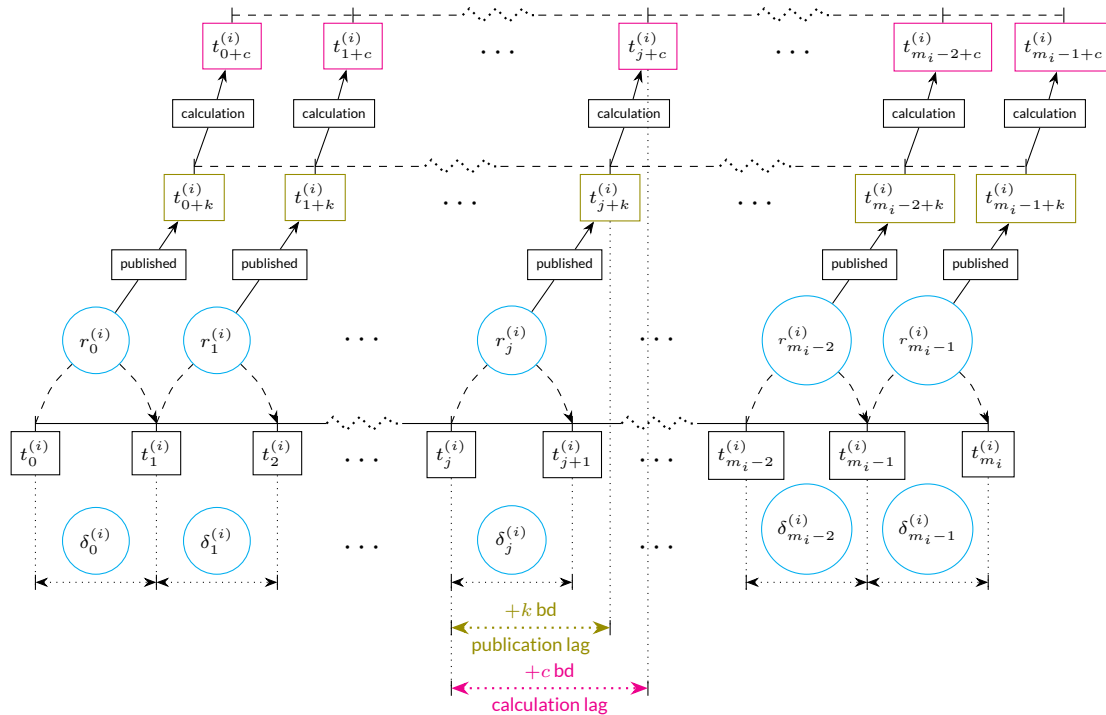 t_{0+c}^{(i)} t_{1+c}^{(i)} ... t_{j+c}^{(i)} ... t_{m_i-2+c}^{(i)} t_{m_i-1+c}^{(i)}
calculation calculation calculation calculation calculation
t_{0+k}^{(i)} t_{1+k}^{(i)} ... t_{j+k}^{(i)} ... t_{m_i-2+k}^{(i)} t_{m_i-1+k}^{(i)}
published published published published published
r_0^{(i)} r_1^{(i)} ... r_j^{(i)} ... r_{m_i-2}^{(i)} r_{m_i-1}^{(i)}
t_0^{(i)} t_1^{(i)} t_2^{(i)} ... t_j^{(i)} t_{j+1}^{(i)} ... t_{m_i-2}^{(i)} t_{m_i-1}^{(i)} t_{m_i}^{(i)}
δ_0^{(i)} δ_1^{(i)} ... δ_j^{(i)} ... δ_{m_i-2}^{(i)} δ_{m_i-1}^{(i)}
+k bd
publication lag
+c bd
calculation lag